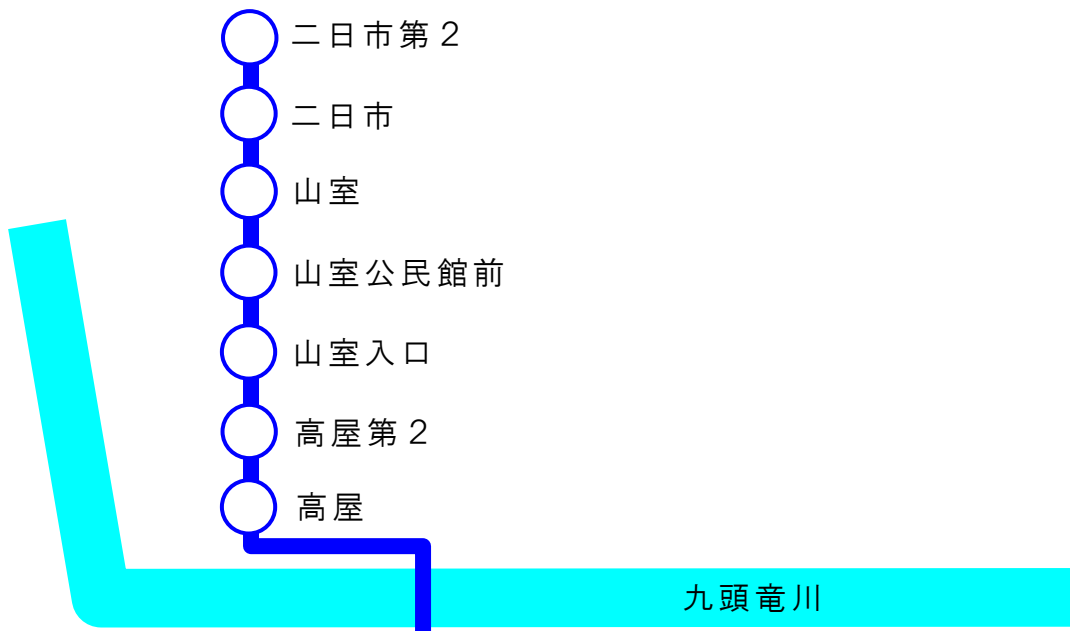 二日市第２
二日市
山室
山室公民館前
山室入口
高屋第２
高屋
九頭竜川